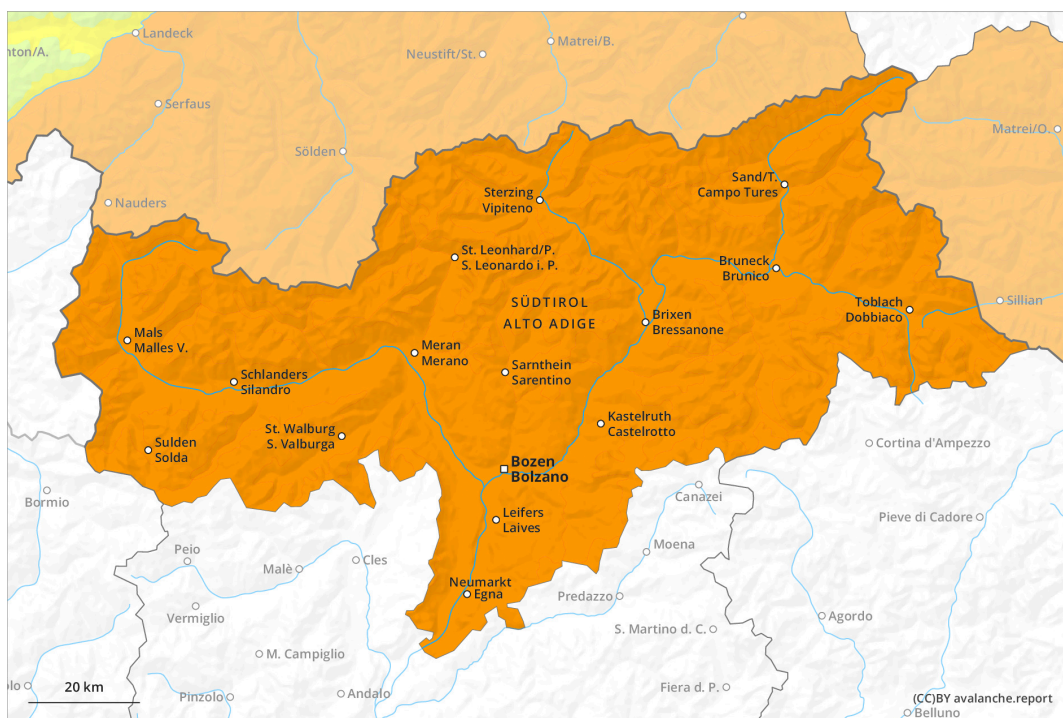 Landeck
nton/A.
Neustift/St.
Matrei/B.
Serfaus
Matrei/O.
Sölden
Nauders
Sand/T.
Campo Tures
Sterzing
Vipiteno
St. Leonhard/P.
S. Leonardo i. P.
Bruneck
Brunico
SÜDTIROL
ALTO ADIGE
Toblach
Dobbiaco
Sillian
Brixen
Bressanone
Mals
Malles V.
Meran
Merano
Sarnthein
Sarentino
Schlanders
Silandro
Kastelruth
Castelrotto
St. Walburg
S. Valburga
Sulden
Solda
Cortina d'Ampezzo
Bozen
Bolzano
Bormio
Canazei
Leifers
Laives
Pieve di Cadore
Moena
Peio
Cles
Malè
Neumarkt
Egna
Predazzo
Vermiglio
Agordo
S. Martino d. C.
M. Campiglio
20 km
olo
Pinzolo
Andalo
Fiera d. P.
(CC)BY avalanche.report
Belluno